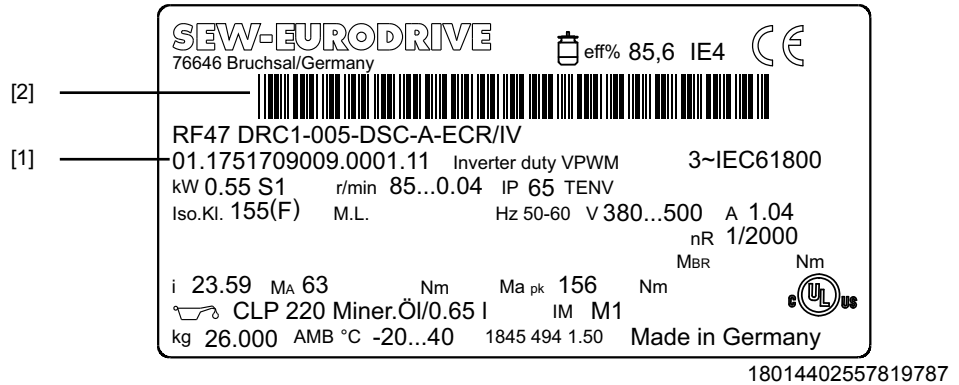 SEW-EURODRIVE
76646 Bruchsal/Germany
eff% 85,6 IE4 CE
[2]
RF47 DRC1-005-DSC-A-ECR/IV
[1] 01.1751709009.0001.11 Inverter duty VPWM 3~IEC61800
kW 0.55 S1 r/min 85...0.04 IP 65 TENV
Iso.Kl. 155(F) M.L. Hz 50-60 V 380...500 A 1.04
nR 1/2000
MBR Nm
i 23.59 MA 63 Nm Ma pk 156 Nm
C UL US
CLP 220 Miner.Öl/0.65 l IM M1
kg 26.000 AMB °C -20...40 1845 494 1.50 Made in Germany
18014402557819787